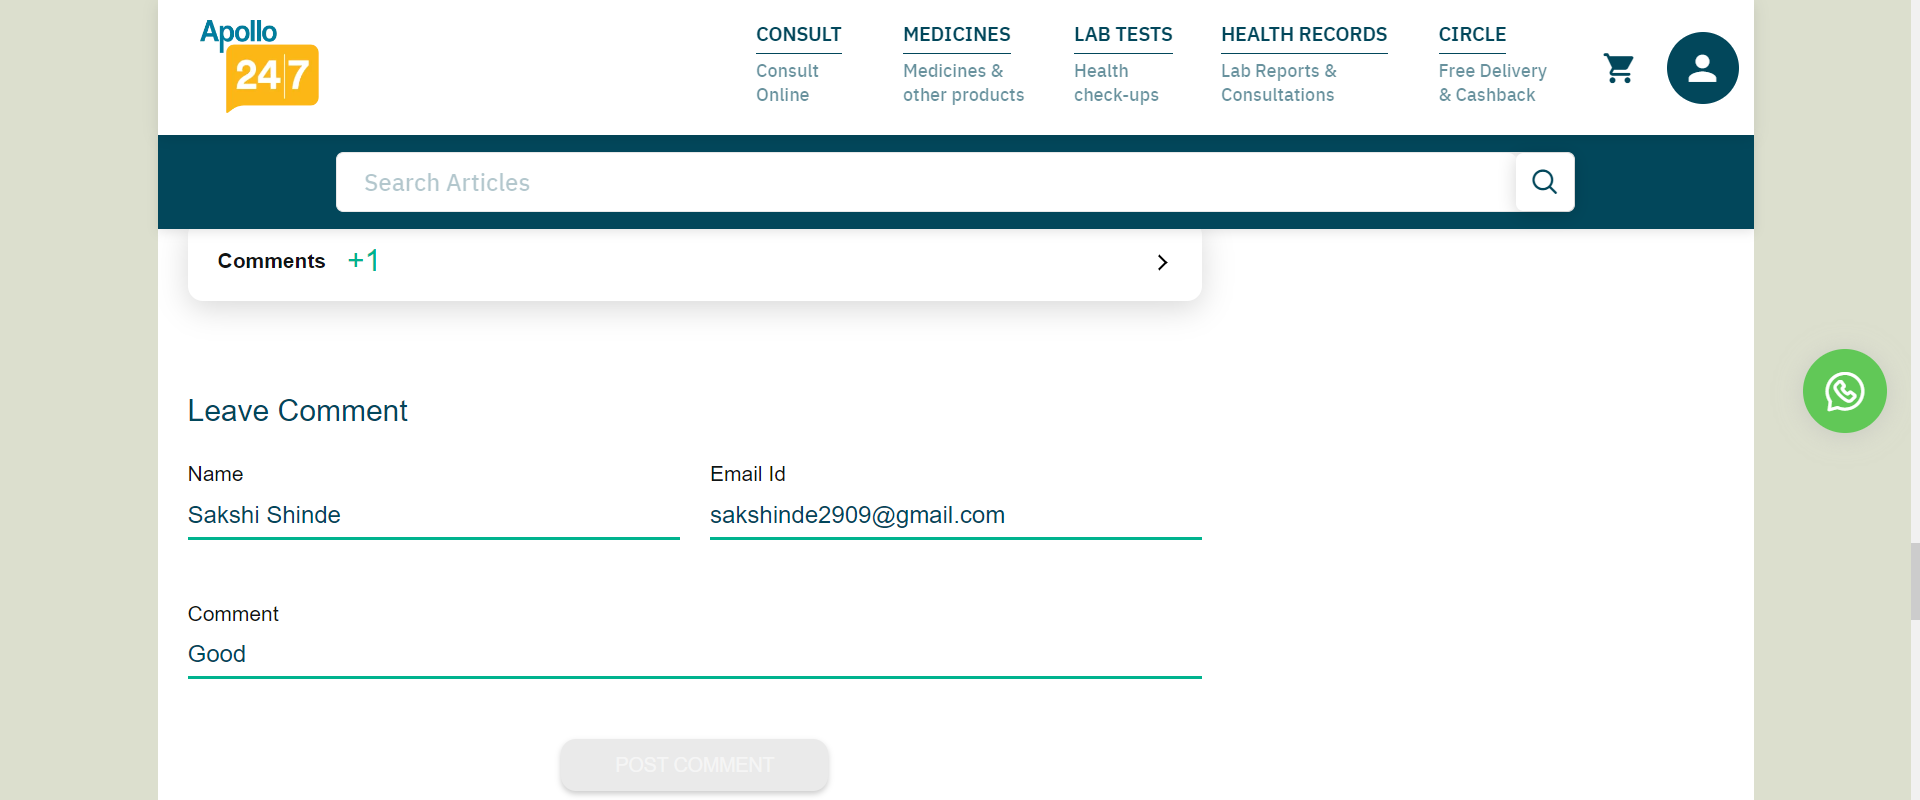 Apollo
24|7
CONSULT
Consult
Online
MEDICINES
Medicines &
other products
LAB TESTS
Health
check-ups
HEALTH RECORDS
Lab Reports &
Consultations
CIRCLE
Free Delivery
& Cashback
Search Articles
Comments +1
Leave Comment
Name
Sakshi Shinde
Email Id
sakshinde2909@gmail.com
Comment
Good
POST COMMENT